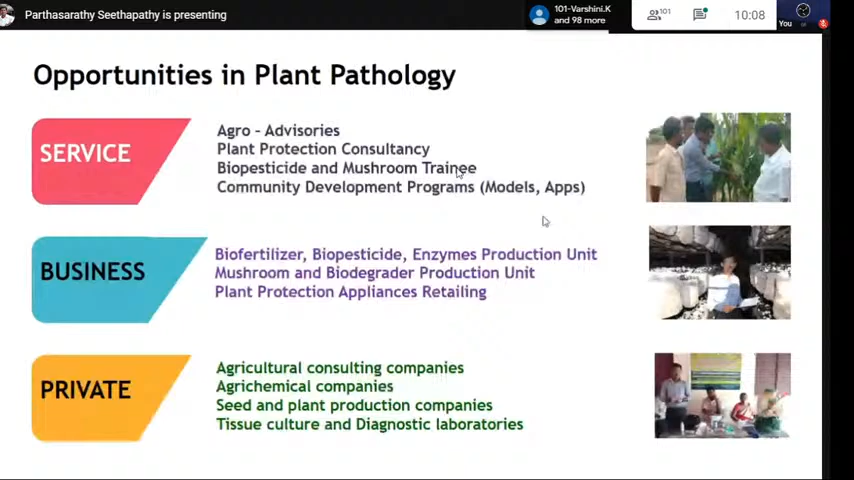 Parthasarathy Seethapathy is presenting
101-Varshini.K
and 98 more
101
10:08
You
Opportunities in Plant Pathology
SERVICE
Agro - Advisories
Plant Protection Consultancy
Biopesticide and Mushroom Trainee
Community Development Programs (Models, Apps)
BUSINESS
Biofertilizer, Biopesticide, Enzymes Production Unit
Mushroom and Biodegrader Production Unit
Plant Protection Appliances Retailing
PRIVATE
Agricultural consulting companies
Agrichemical companies
Seed and plant production companies
Tissue culture and Diagnostic laboratories